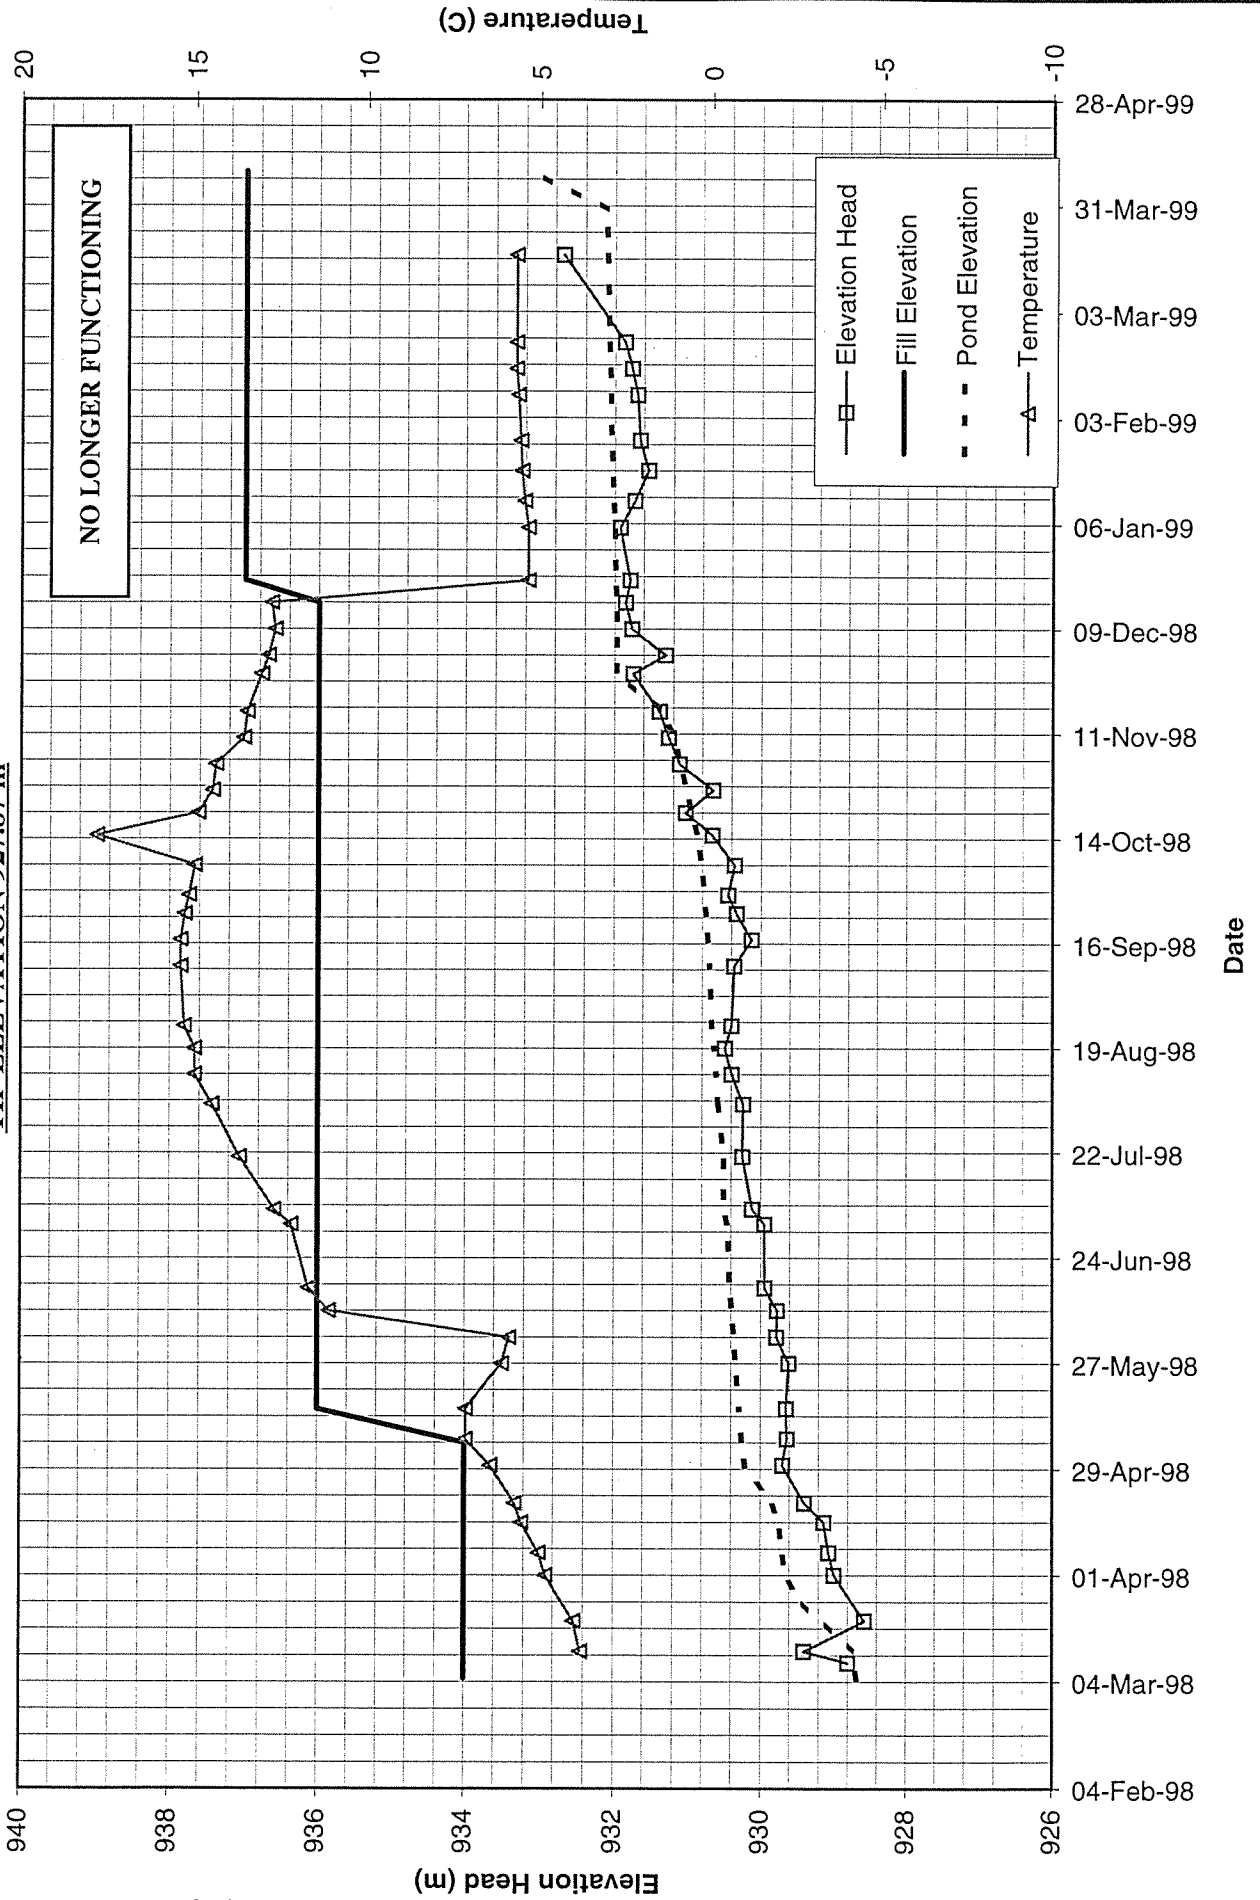 NO LONGER FUNCTIONING
Elevation Head (m)
940
938
936
934
932
930
928
926
Temperature (C)
20
15
10
5
0
-5
-10
04-Feb-98
04-Mar-98
01-Apr-98
29-Apr-98
27-May-98
24-Jun-98
22-Jul-98
19-Aug-98
16-Sep-98
14-Oct-98
11-Nov-98
09-Dec-98
06-Jan-99
03-Feb-99
03-Mar-99
31-Mar-99
28-Apr-99
Date
Elevation Head
Fill Elevation
Pond Elevation
Temperature